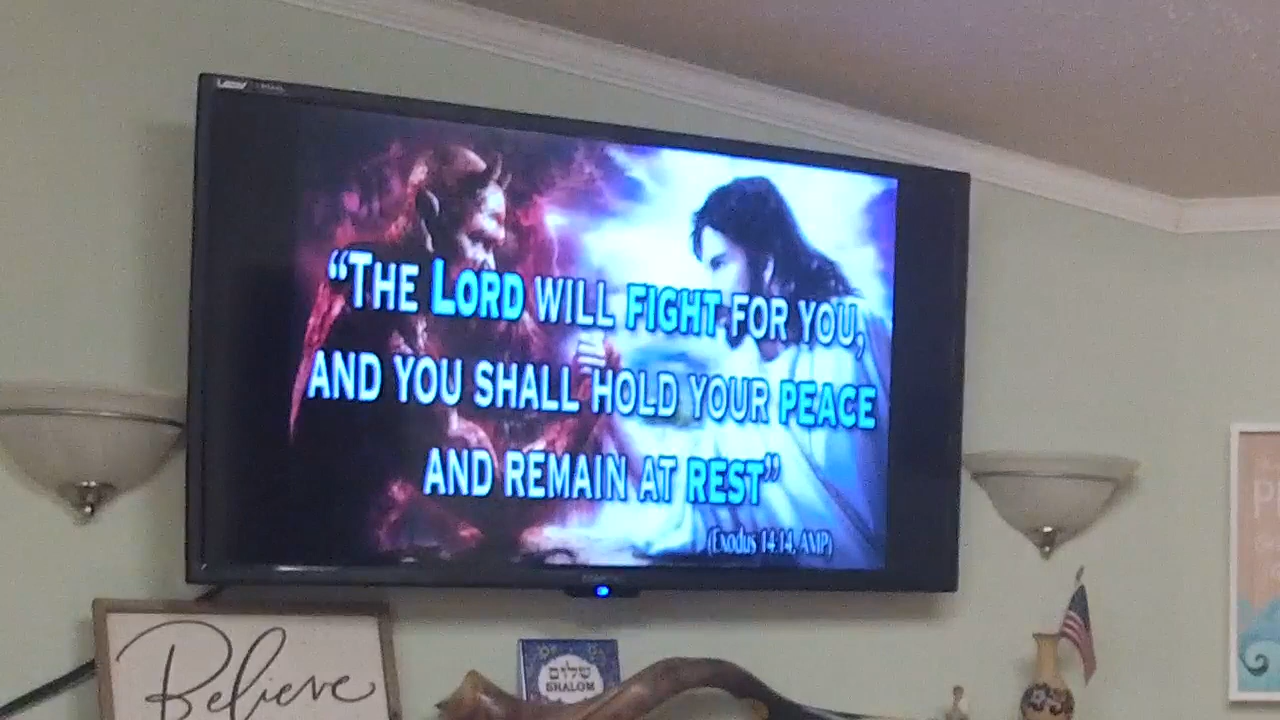 “THE LORD WILL FIGHT FOR YOU,
AND YOU SHALL HOLD YOUR PEACE
AND REMAIN AT REST”
(Exodus 14:14, AMP)
Believe
שלום
SHALOM